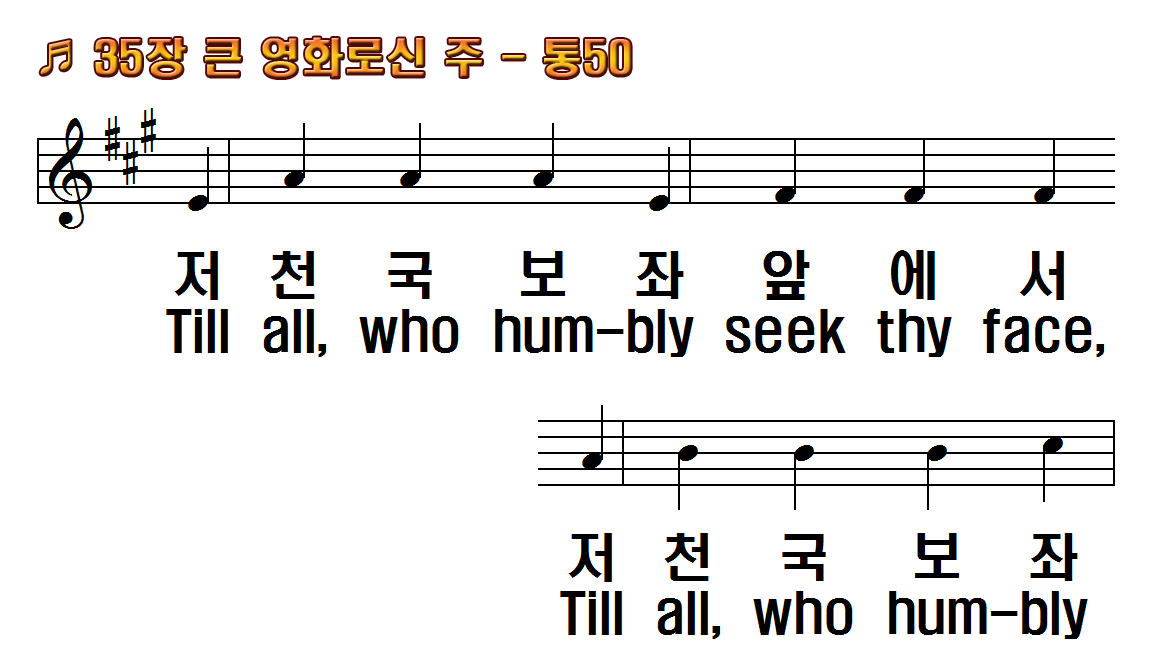 ♬ 35장 큰 영화로신 주 - 통50
저 천 국 보 좌 앞 에 서
Till all, who hum-bly seek thy face,
저 천 국 보 좌
Till all, who hum-bly